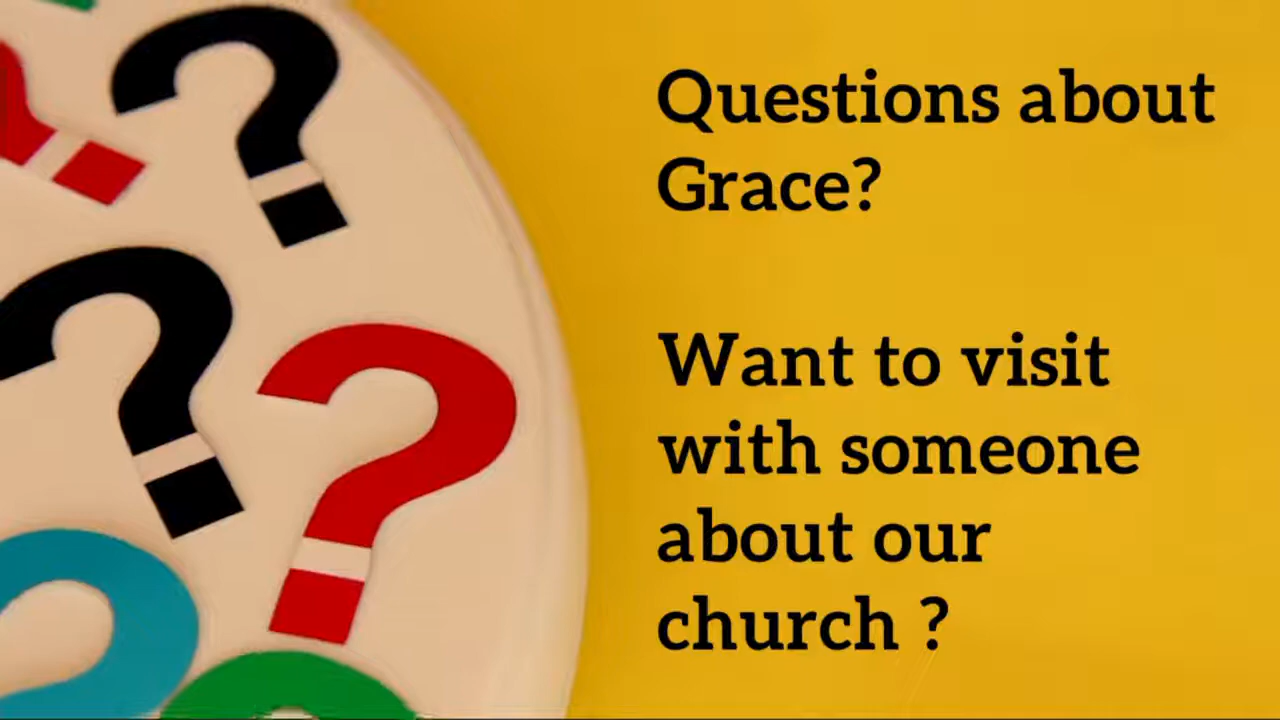 Questions about
Grace?
Want to visit
with someone
about our
church ?